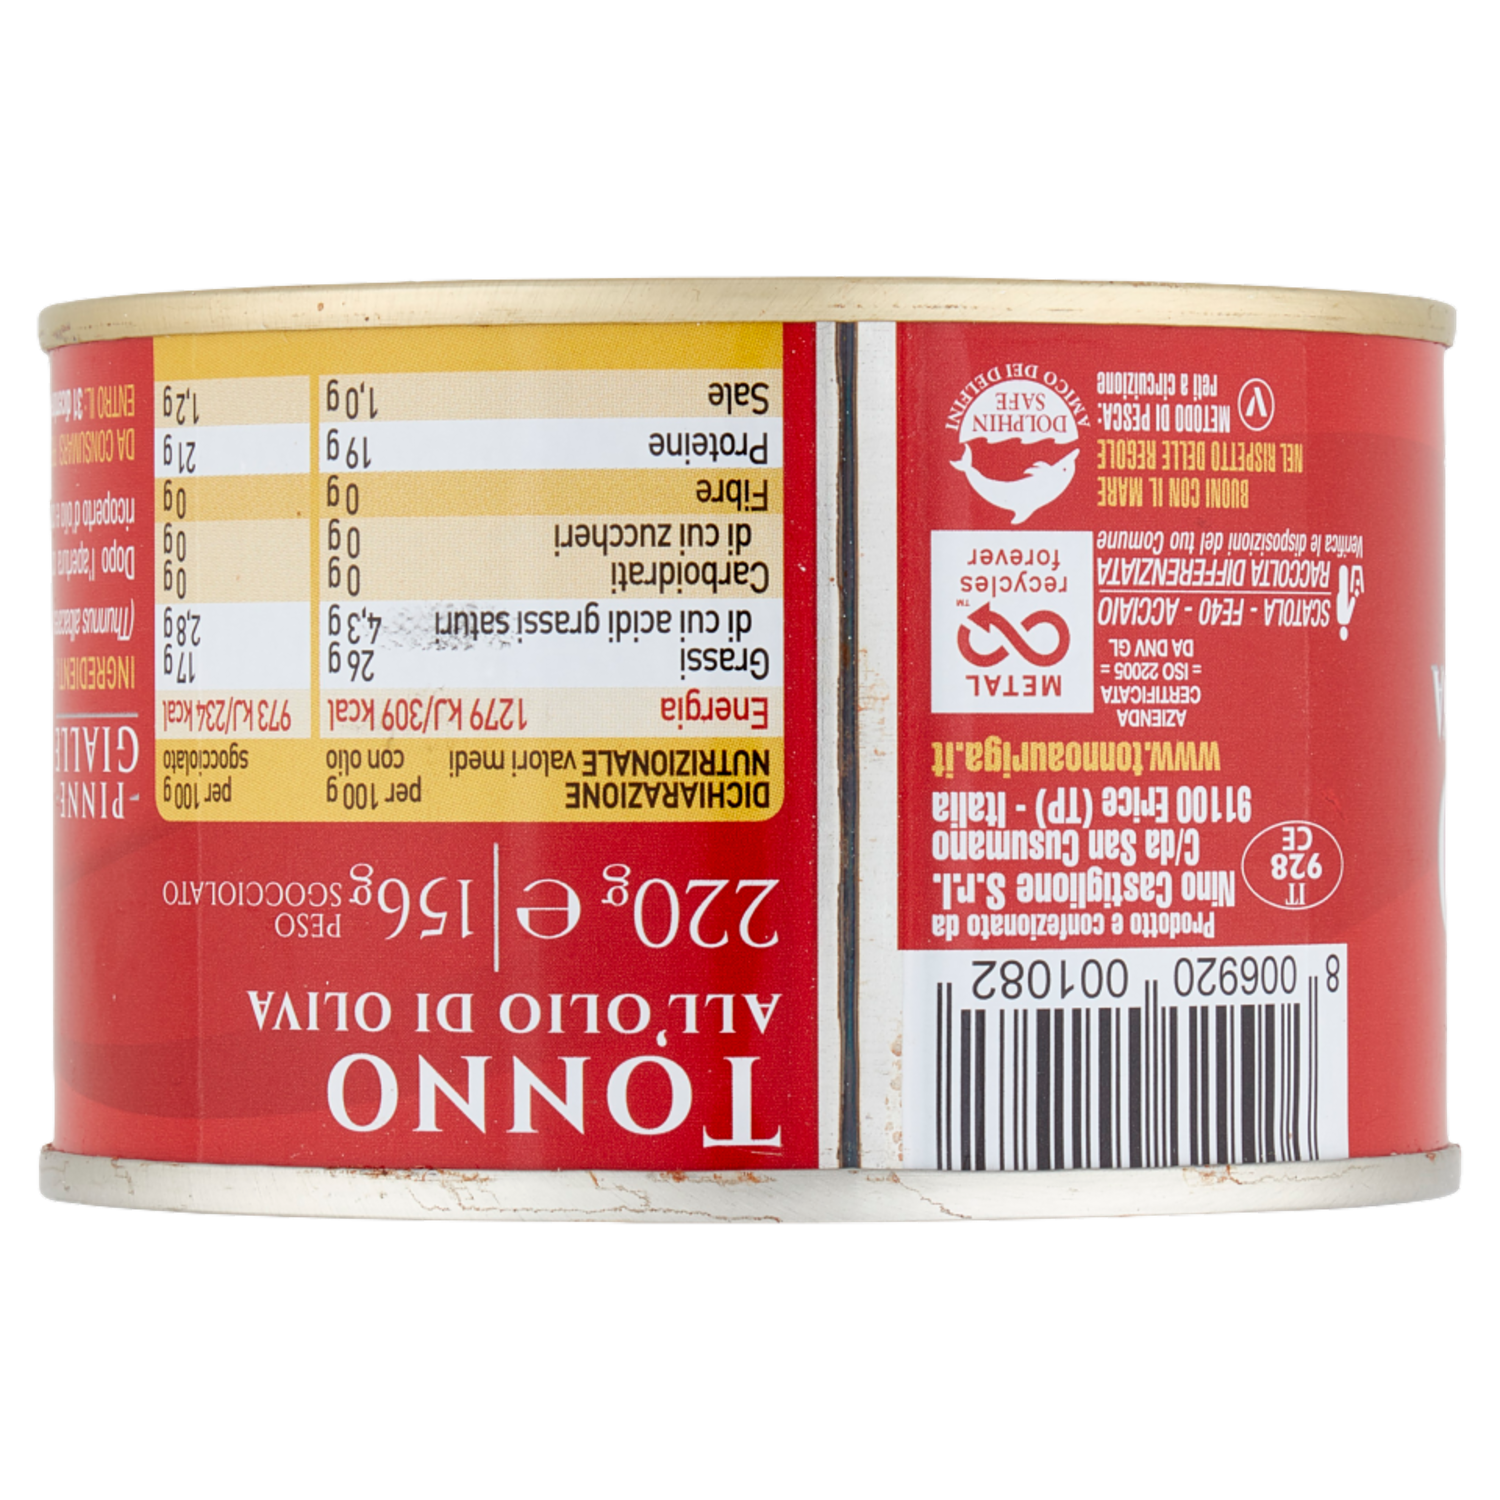 8 006920 001082
Prodotto e confezionato da
Nino Castiglione S.r.l.
C/da San Cusumano
91100 Erice (TP) - Italia
IT
928
CE
www.tonnoauriga.it
AZIENDA
CERTIFICATA
= ISO 22005 =
DA DNV GL
METAL
recycles
forever
TM
SCATOLA - FE40 - ACCIAIO
RACCOLTA DIFFERENZIATA
Verifica le disposizioni del tuo Comune
BUONI CON IL MARE
NEL RISPETTO DELLE REGOLE
METODO DI PESCA:
reti a circuizione
DOLPHIN
SAFE
AMICO DEI DELFINI
TONNO
ALL'OLIO DI OLIVA
220g e 156g PESO
SGOCCIOLATO
DICHIARAZIONE per 100 g per 100 g
NUTRIZIONALE valori medi con olio sgocciolato
Energia 1279 kJ/309 kcal 973 kJ/234 kcal
Grassi 26 g 17 g
di cui acidi grassi saturi 4,3 g 2,8 g
Carboidrati 0 g 0 g
di cui zuccheri 0 g 0 g
Fibre 0 g 0 g
Proteine 19 g 21 g
Sale 1,0 g 1,2 g
- PINNE
GIALLE
(Thunnus
Dopo l'apertura
ricoperto d'olio e
ENTRO IL: 31